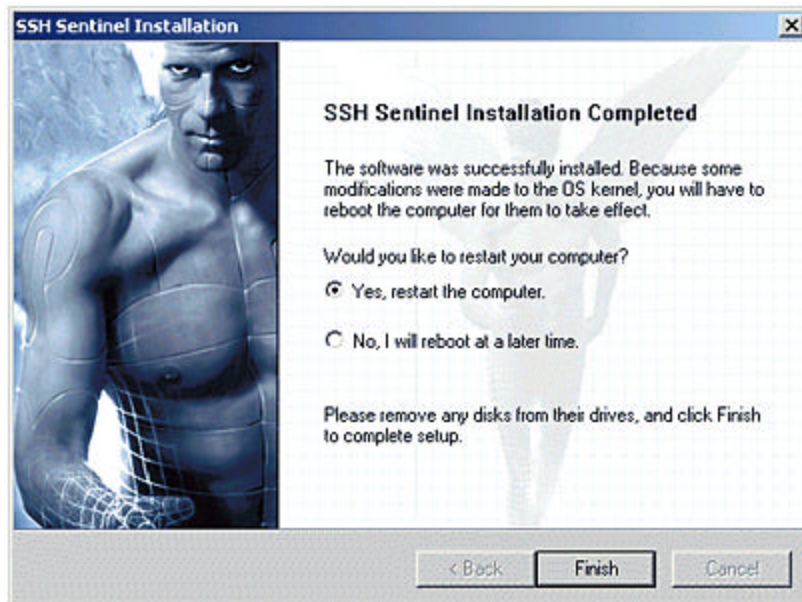 SSH Sentinel Installation
SSH Sentinel Installation Completed
The software was successfully installed. Because some
modifications were made to the OS kernel, you will have to
reboot the computer for them to take effect.
Would you like to restart your computer?
Yes, restart the computer.
No, I will reboot at a later time.
Please remove any disks from their drives, and click Finish
to complete setup.
< Back Finish Cancel